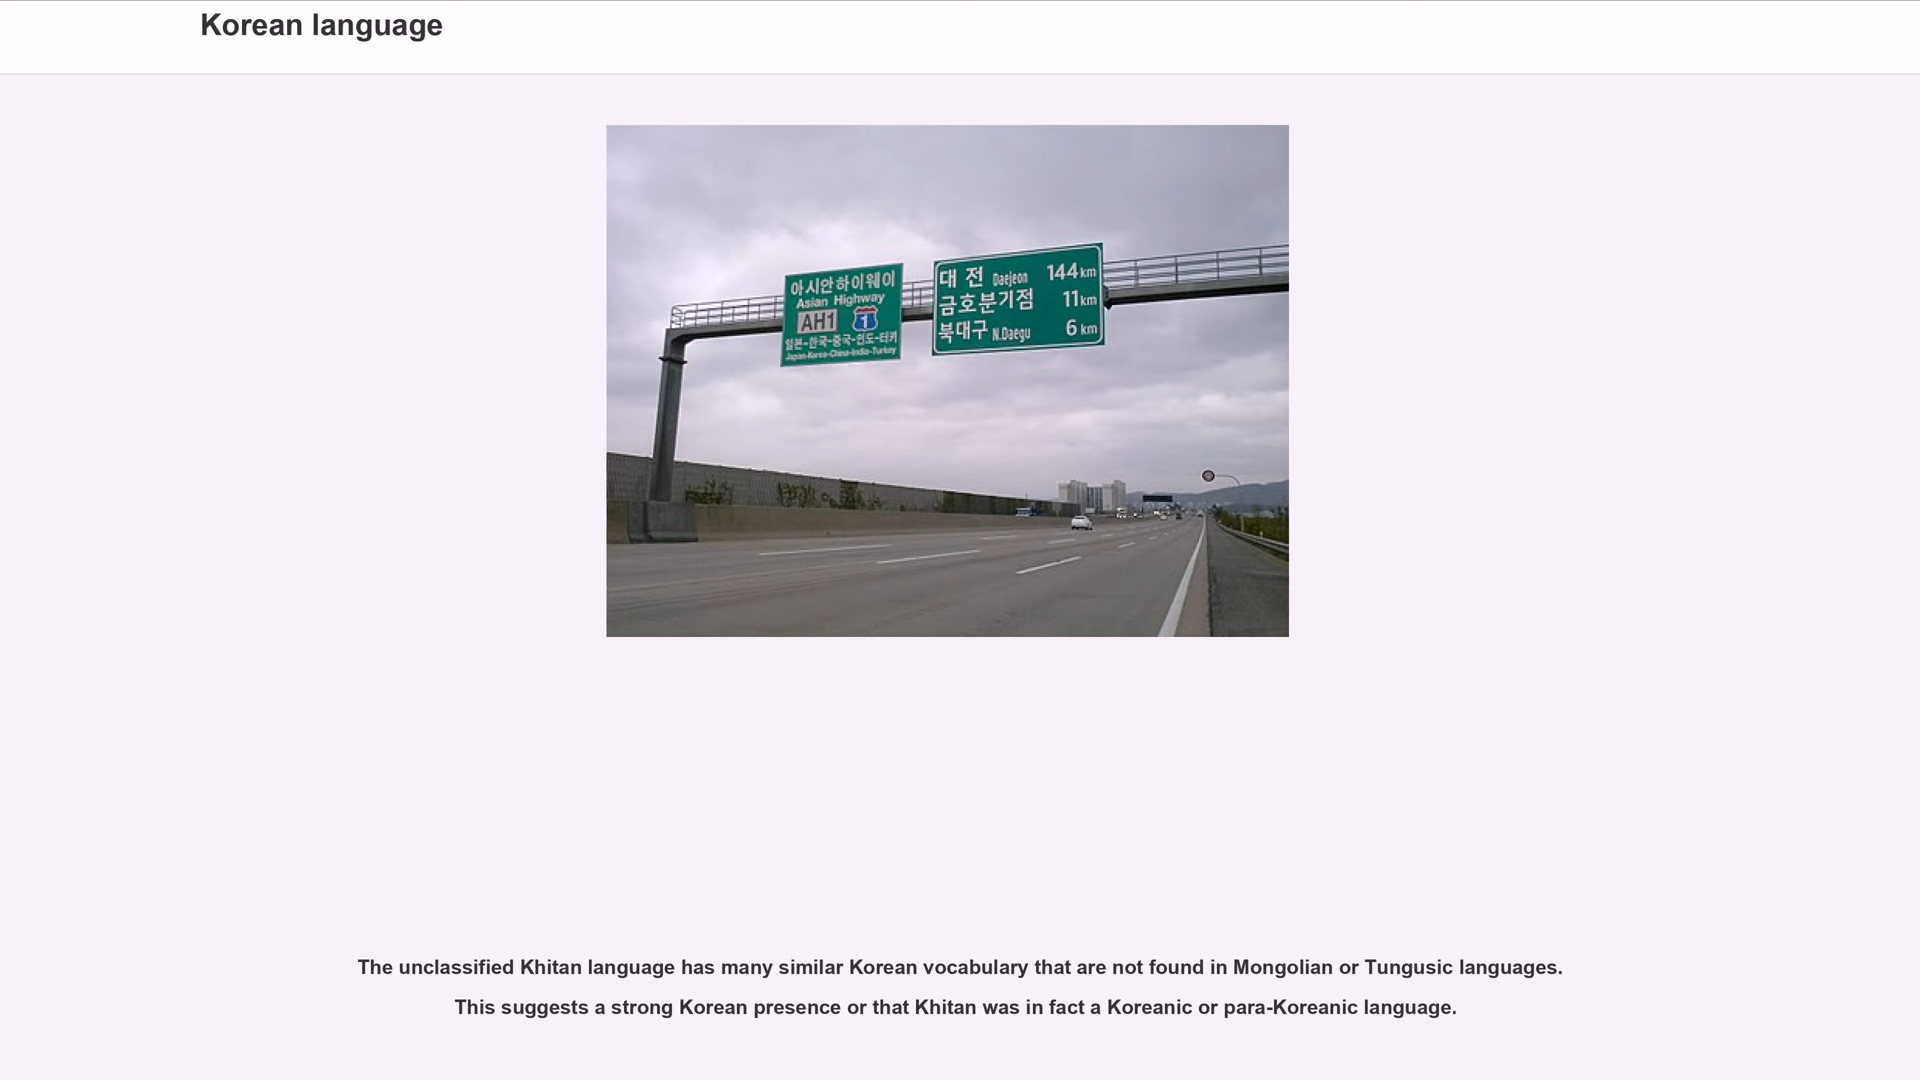 Korean language
아시안하이웨이
Asian Highway
AH1 1
일본-한국-중국-인도-터키
Japan-Korea-China-India-Turkey
대 전 Daejeon 144km
금호분기점 11km
북대구 N.Daegu 6km
The unclassified Khitan language has many similar Korean vocabulary that are not found in Mongolian or Tungusic languages.
This suggests a strong Korean presence or that Khitan was in fact a Koreanic or para-Koreanic language.